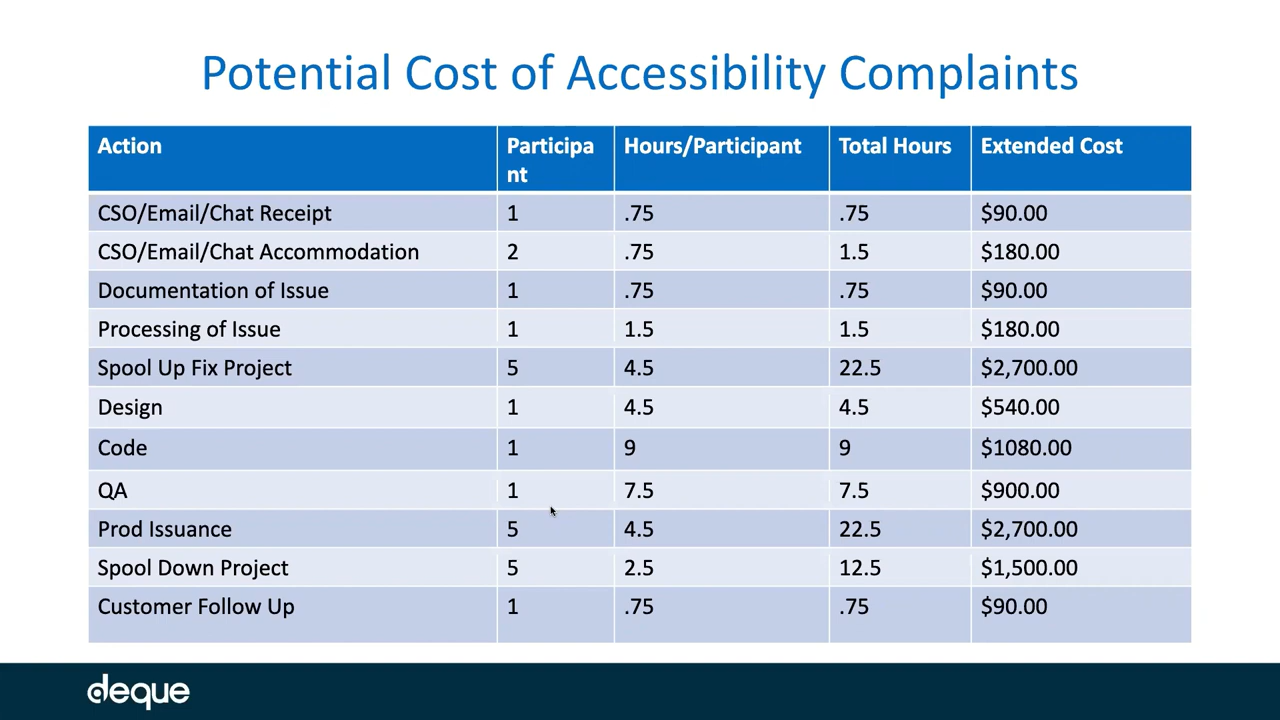 Potential Cost of Accessibility Complaints
Action Participa Hours/Participant Total Hours Extended Cost
nt
CSO/Email/Chat Receipt 1 .75 .75 $90.00
CSO/Email/Chat Accommodation 2 .75 1.5 $180.00
Documentation of Issue 1 .75 .75 $90.00
Processing of Issue 1 1.5 1.5 $180.00
Spool Up Fix Project 5 4.5 22.5 $2,700.00
Design 1 4.5 4.5 $540.00
Code 1 9 9 $1080.00
QA 1 7.5 7.5 $900.00
Prod Issuance 5 4.5 22.5 $2,700.00
Spool Down Project 5 2.5 12.5 $1,500.00
Customer Follow Up 1 .75 .75 $90.00
deque